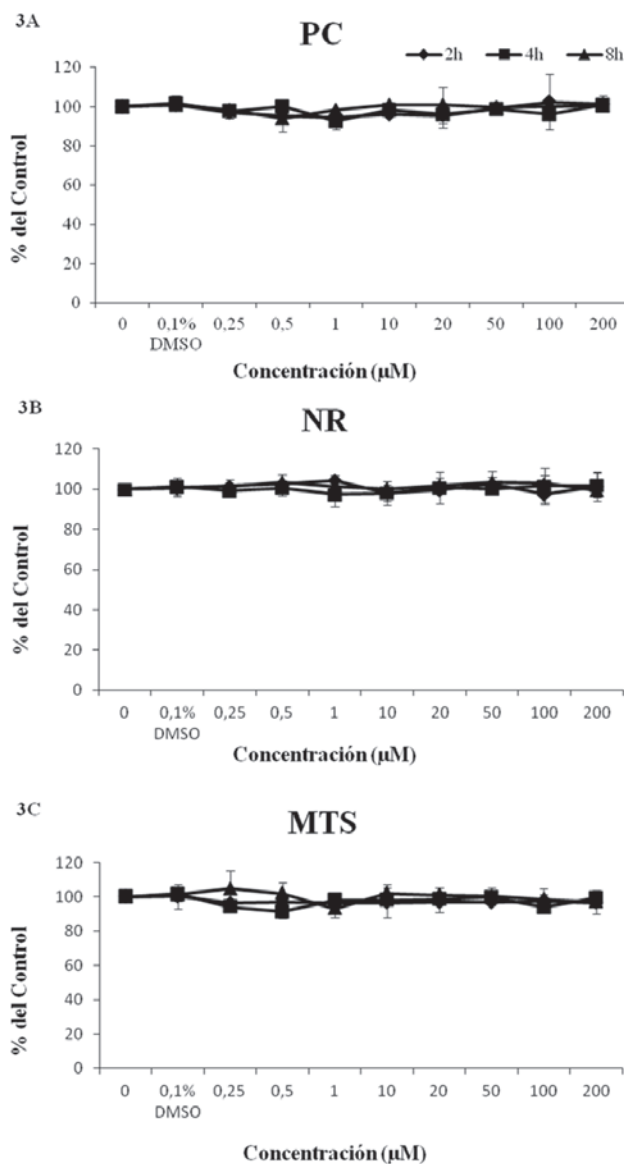 3A
PC
2h 4h 8h
120
100
80
60
40
20
0
% del Control
0 0,1% DMSO 0,25 0,5 1 10 20 50 100 200
Concentración (µM)
3B
NR
120
100
80
60
40
20
0
% del Control
0 0,1% DMSO 0,25 0,5 1 10 20 50 100 200
Concentración (µM)
3C
MTS
120
100
80
60
40
20
0
% del Control
0 0,1% DMSO 0,25 0,5 1 10 20 50 100 200
Concentración (µM)